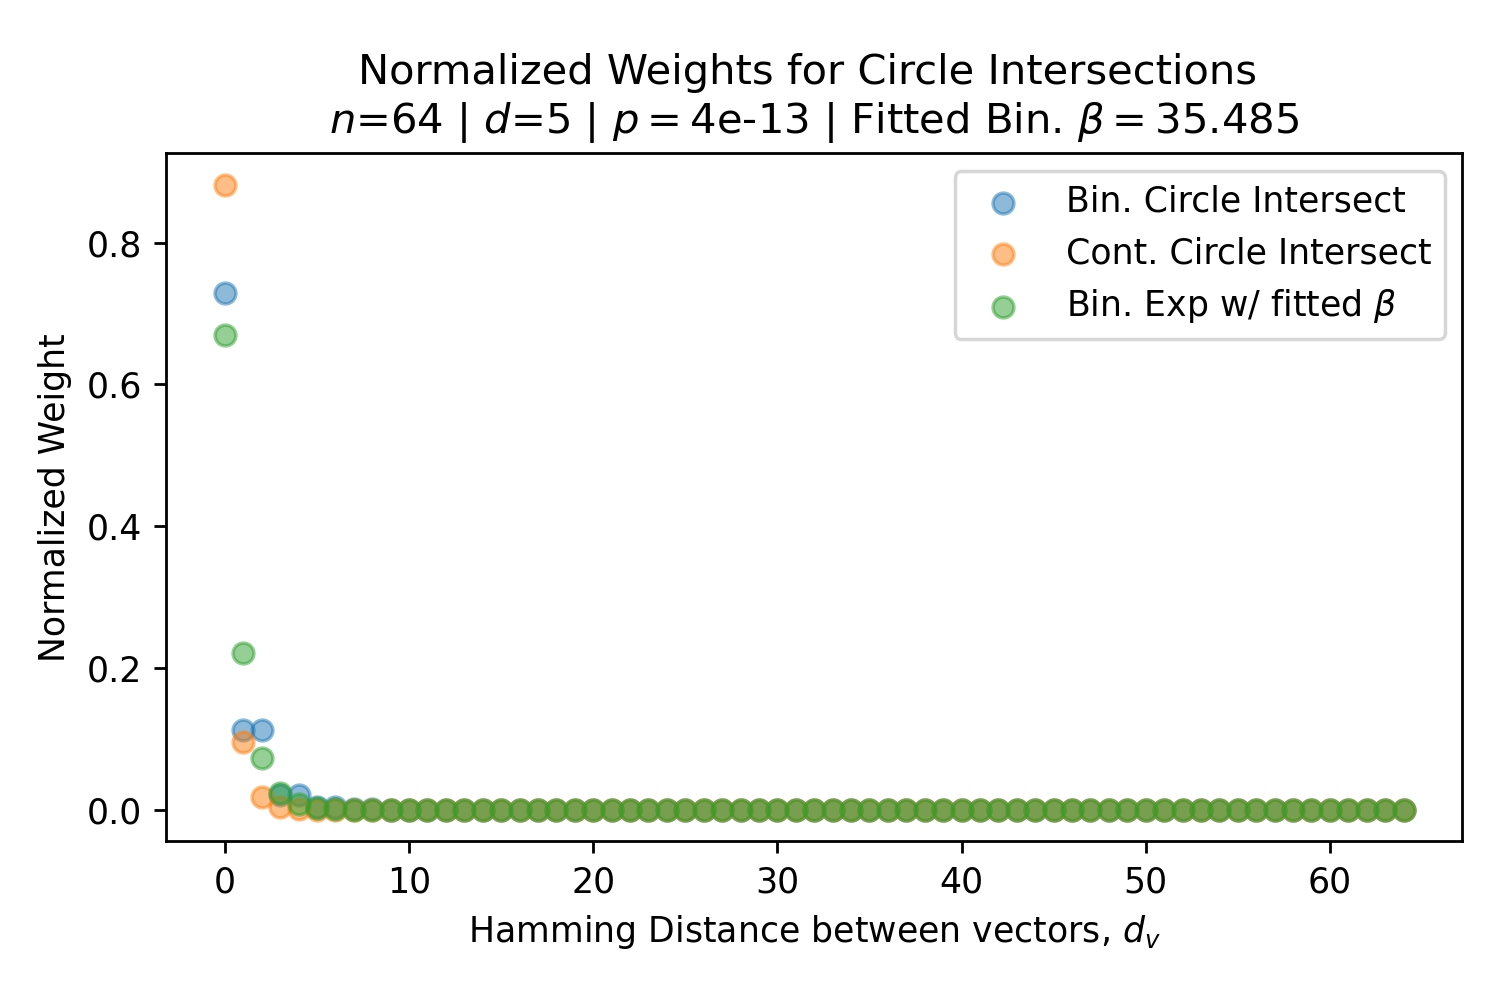 Normalized Weights for Circle Intersections
n=64 | d=5 | p = 4e-13 | Fitted Bin. β = 35.485
Bin. Circle Intersect
Cont. Circle Intersect
Bin. Exp w/ fitted β
Normalized Weight
0.8
0.6
0.4
0.2
0.0
0 10 20 30 40 50 60
Hamming Distance between vectors, d_v